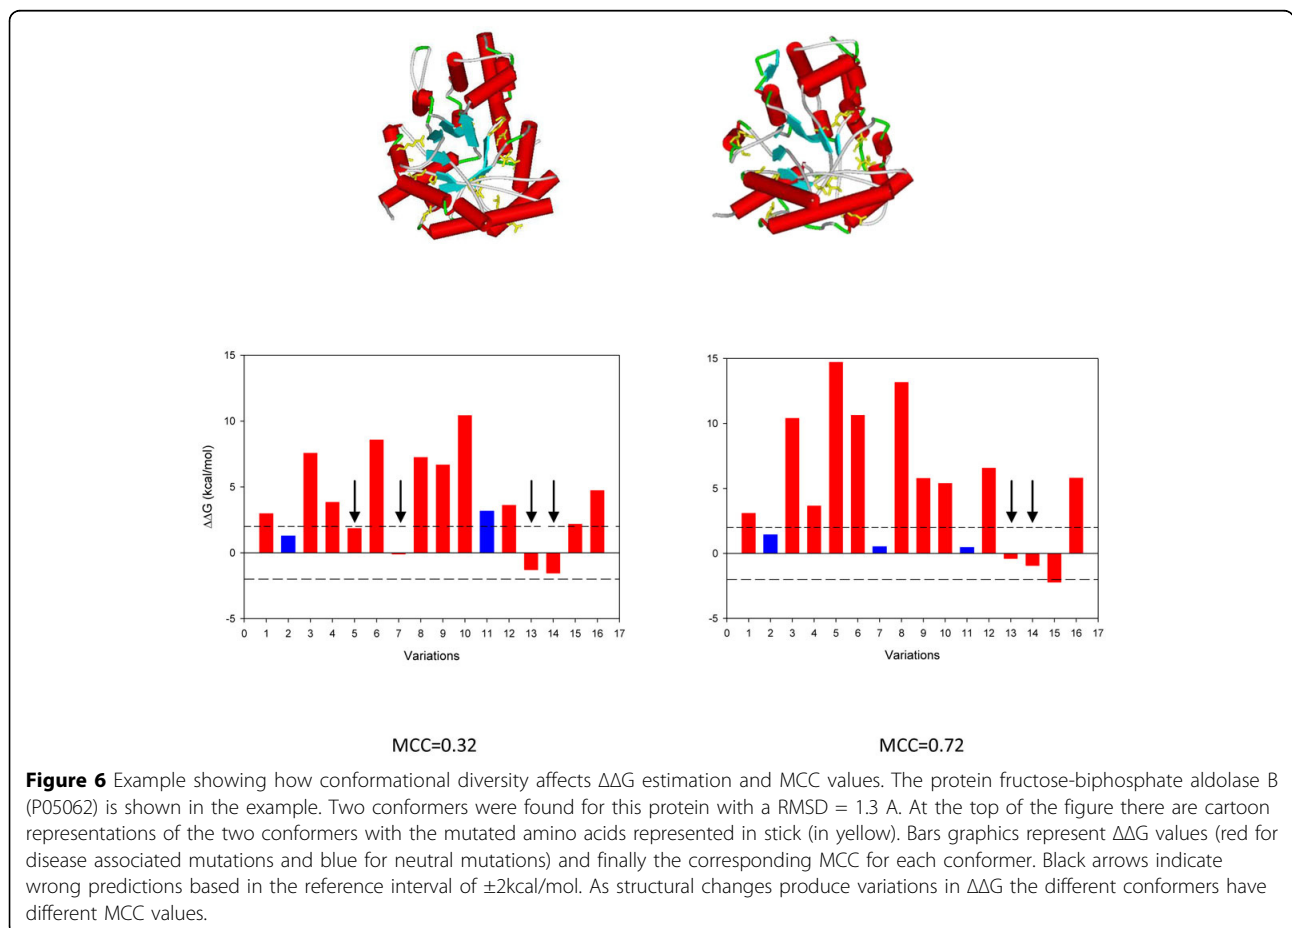 15
10
5
0
-5
ΔΔG (kcal/mol)
0 1 2 3 4 5 6 7 8 9 10 11 12 13 14 15 16 17
Variations
15
10
5
0
-5
0 1 2 3 4 5 6 7 8 9 10 11 12 13 14 15 16 17
Variations
MCC=0.32
MCC=0.72
Figure 6 Example showing how conformational diversity affects ΔΔG estimation and MCC values. The protein fructose-biphosphate aldolase B
(P05062) is shown in the example. Two conformers were found for this protein with a RMSD = 1.3 A. At the top of the figure there are cartoon
representations of the two conformers with the mutated amino acids represented in stick (in yellow). Bars graphics represent ΔΔG values (red for
disease associated mutations and blue for neutral mutations) and finally the corresponding MCC for each conformer. Black arrows indicate
wrong predictions based in the reference interval of ±2kcal/mol. As structural changes produce variations in ΔΔG the different conformers have
different MCC values.